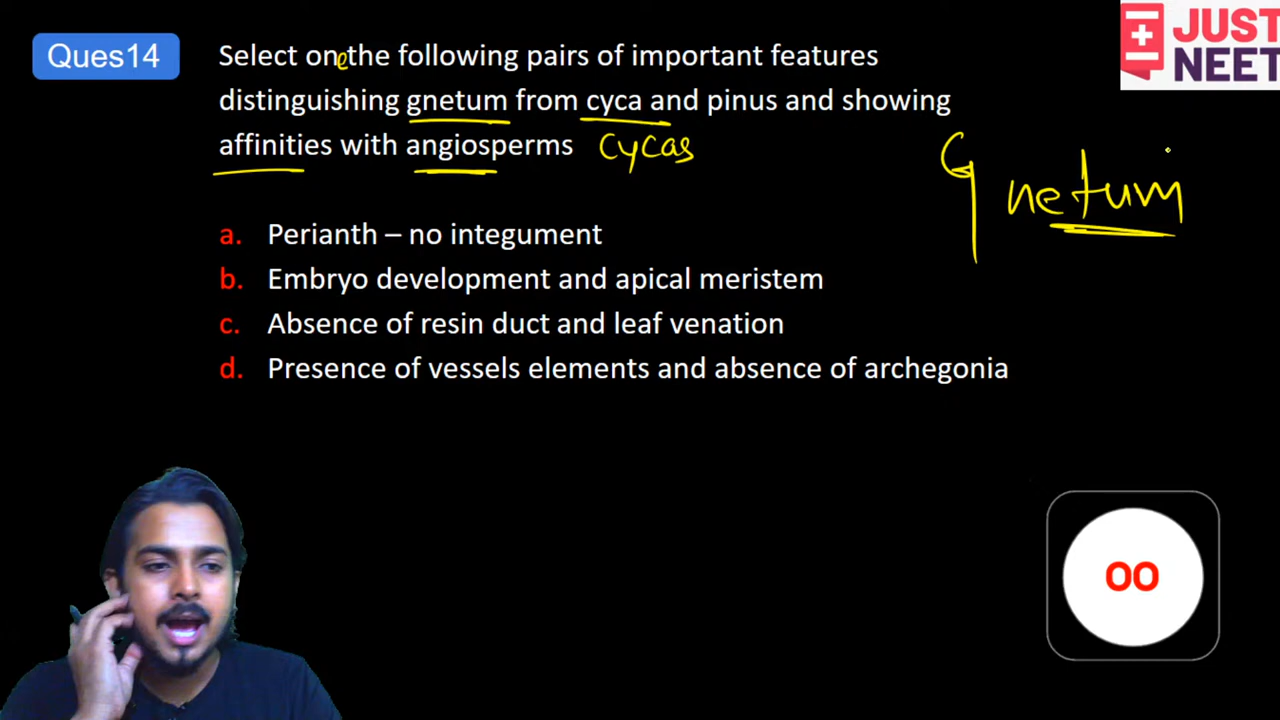 Ques14
Select onethe following pairs of important features
distinguishing gnetum from cyca and pinus and showing
affinities with angiosperms cycas
Gnetum
a. Perianth – no integument
b. Embryo development and apical meristem
c. Absence of resin duct and leaf venation
d. Presence of vessels elements and absence of archegonia
JUST
NEET
00